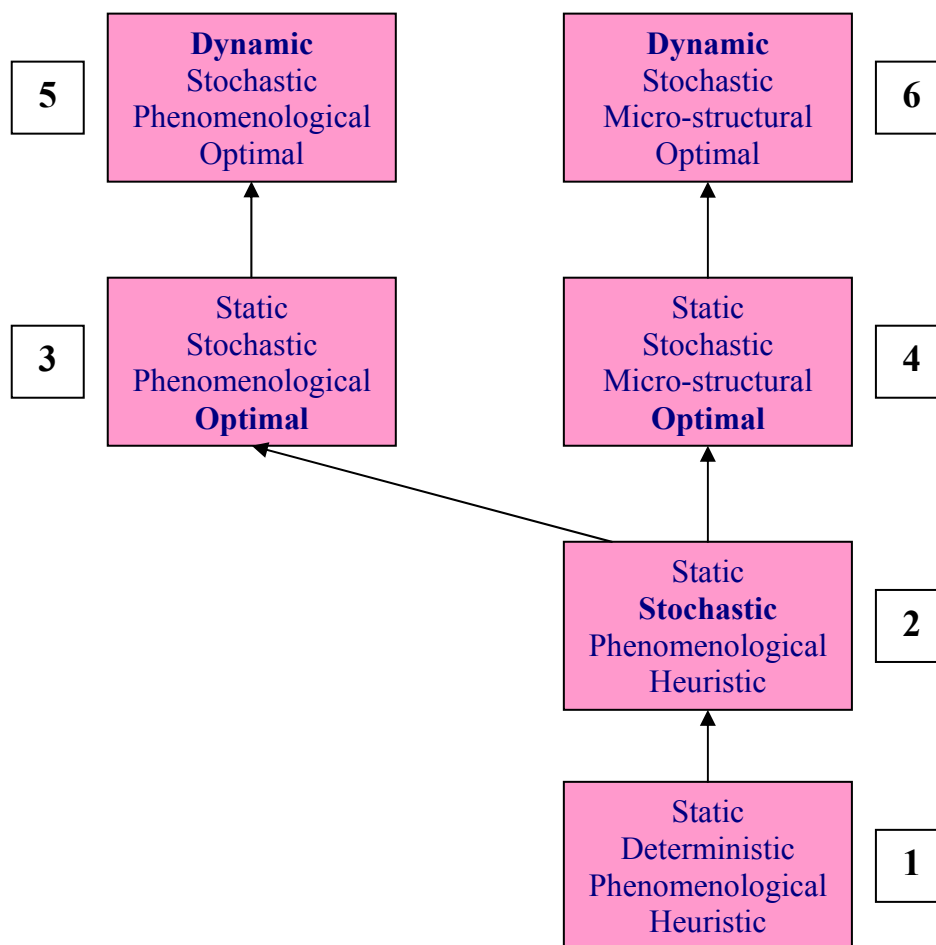 5
Dynamic
Stochastic
Phenomenological
Optimal
Dynamic
Stochastic
Micro-structural
Optimal
6
3
Static
Stochastic
Phenomenological
Optimal
Static
Stochastic
Micro-structural
Optimal
4
Static
Stochastic
Phenomenological
Heuristic
2
Static
Deterministic
Phenomenological
Heuristic
1